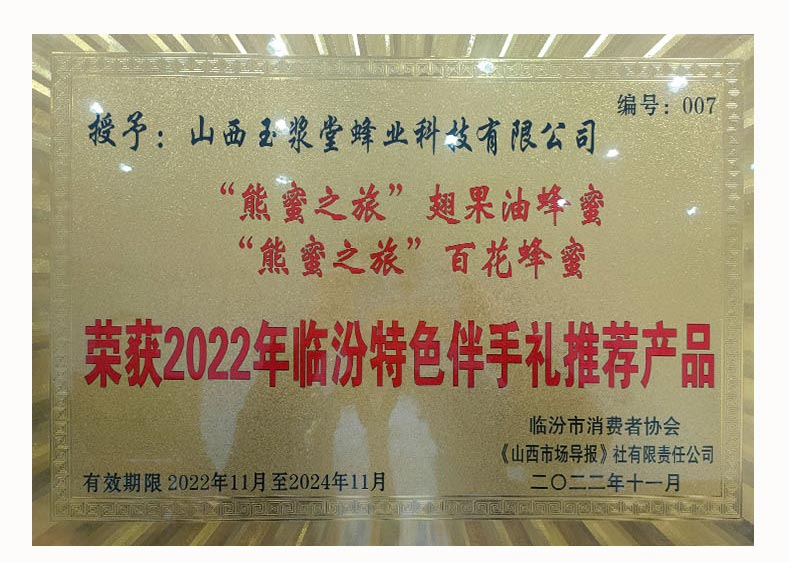 编号：007
授予：山西玉浆堂蜂业科技有限公司
“熊蜜之旅”翅果油蜂蜜
“熊蜜之旅”百花蜂蜜
荣获2022年临汾特色伴手礼推荐产品
临汾市消费者协会
《山西市场导报》社有限责任公司
有效期限 2022年11月至2024年11月
二〇二二年十一月